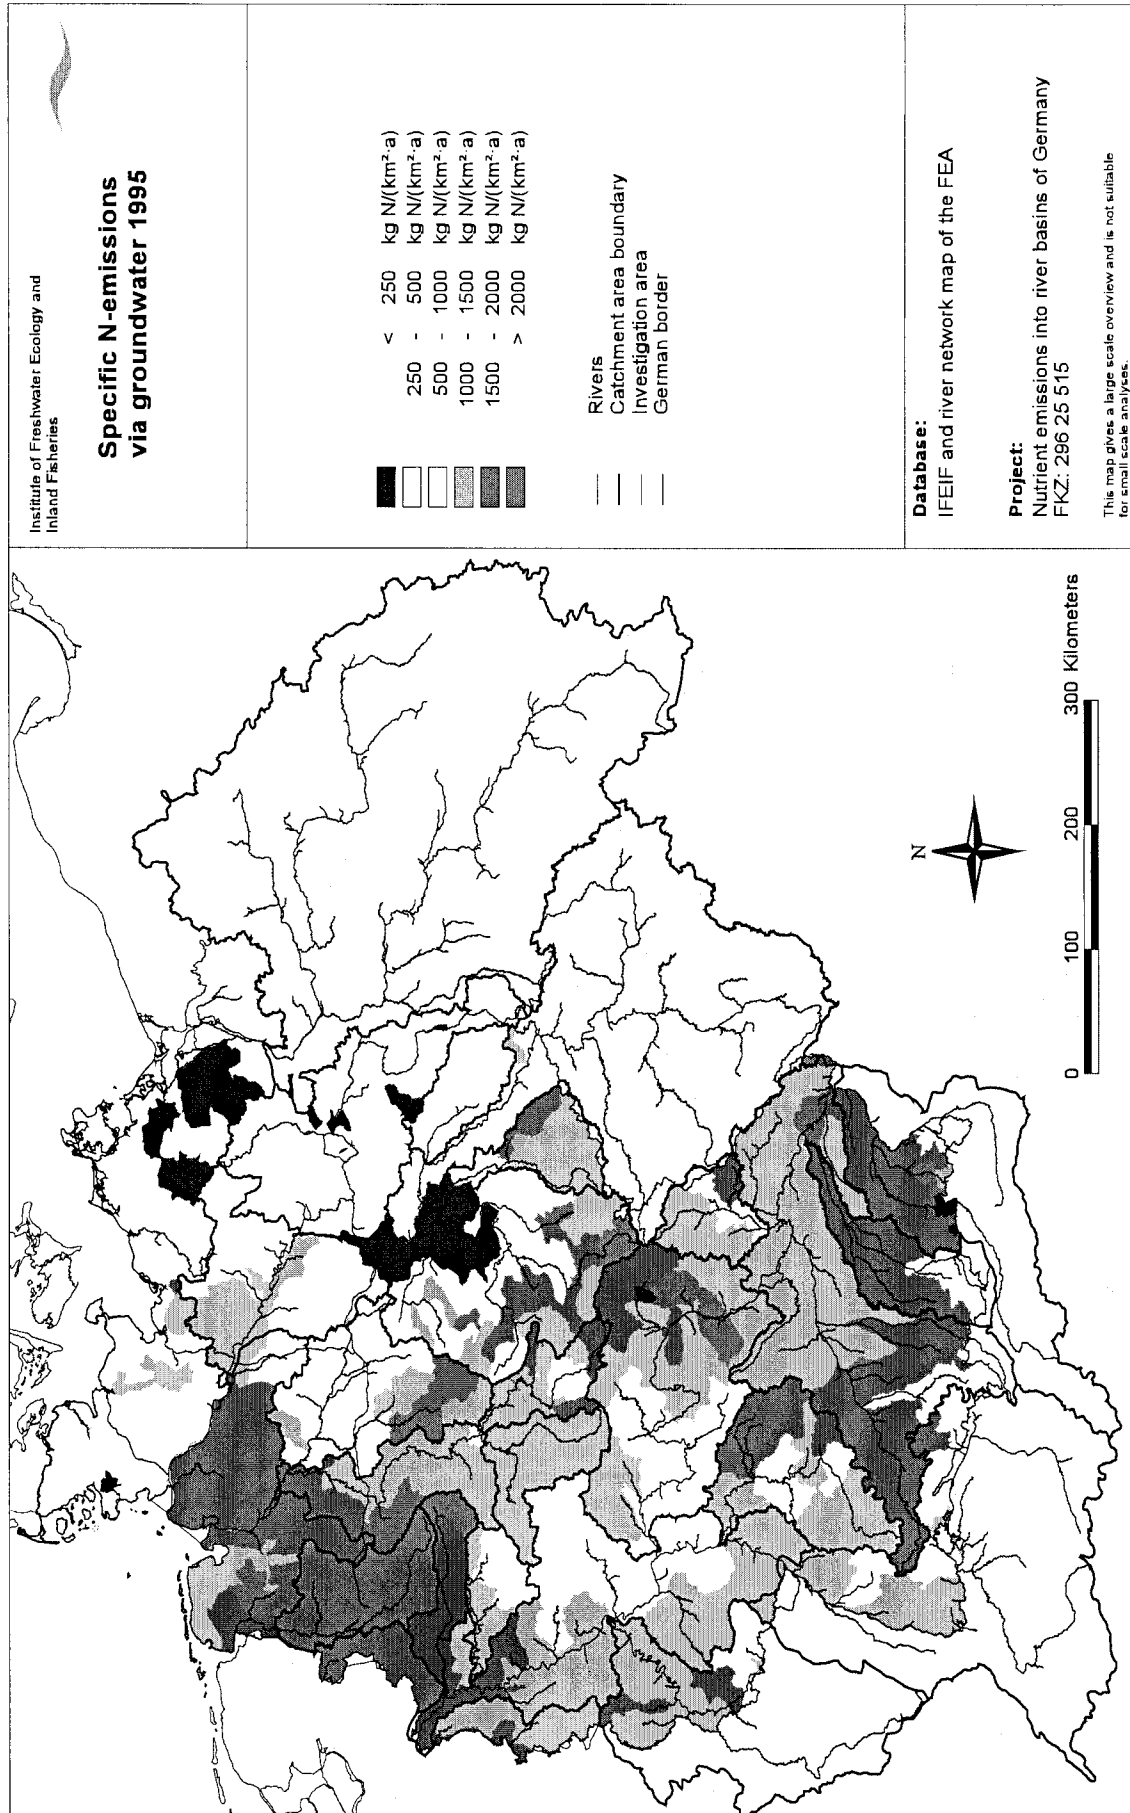 Institute of Freshwater Ecology and
Inland Fisheries
Specific N-emissions
via groundwater 1995
< 250 kg N/(km²·a)
250 - 500 kg N/(km²·a)
500 - 1000 kg N/(km²·a)
1000 - 1500 kg N/(km²·a)
1500 - 2000 kg N/(km²·a)
> 2000 kg N/(km²·a)
Rivers
Catchment area boundary
Investigation area
German border
Database:
IFEIF and river network map of the FEA
Project:
Nutrient emissions into river basins of Germany
FKZ: 296 25 515
This map gives a large scale overview and is not suitable
for small scale analyses.
N
0 100 200 300 Kilometers